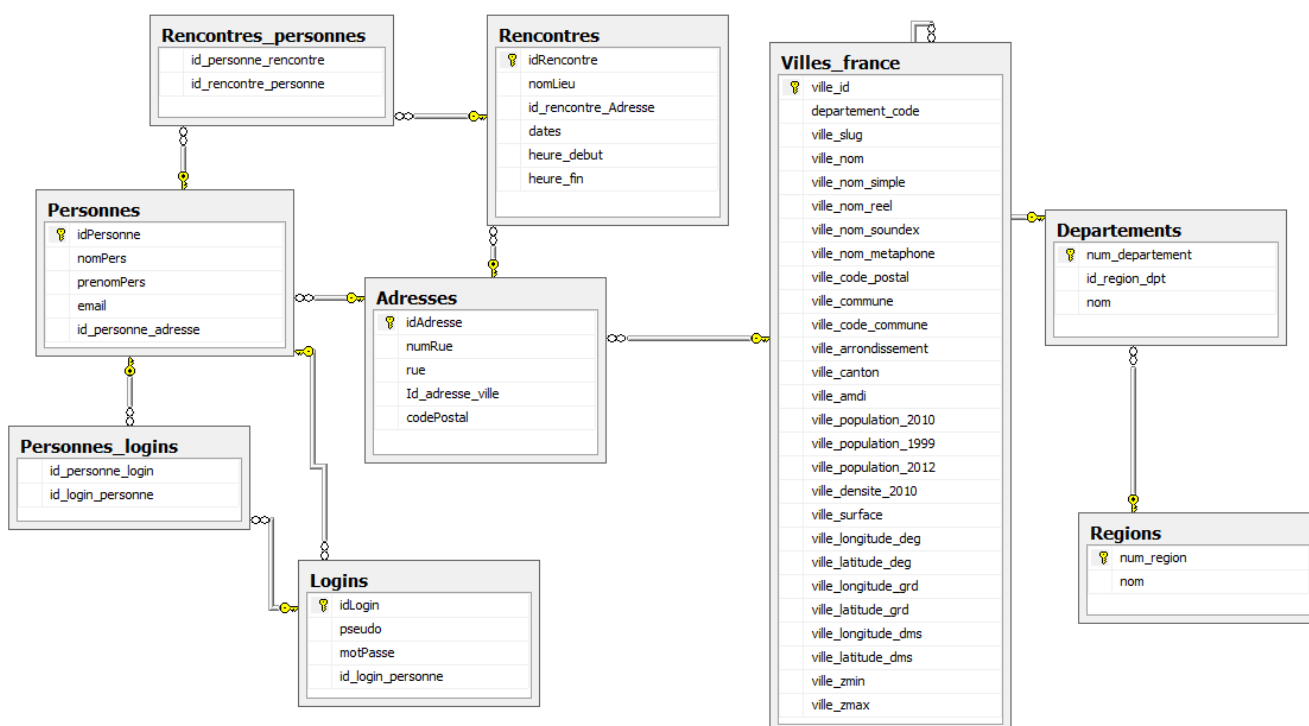 Rencontres_personnes
id_personne_rencontre
id_rencontre_personne
Rencontres
idRencontre
nomLieu
id_rencontre_Adresse
dates
heure_debut
heure_fin
Villes_france
ville_id
departement_code
ville_slug
ville_nom
ville_nom_simple
ville_nom_reel
ville_nom_soundex
ville_nom_metaphone
ville_code_postal
ville_commune
ville_code_commune
ville_arrondissement
ville_canton
ville_amdi
ville_population_2010
ville_population_1999
ville_population_2012
ville_densite_2010
ville_surface
ville_longitude_deg
ville_latitude_deg
ville_longitude_grd
ville_latitude_grd
ville_longitude_dms
ville_latitude_dms
ville_zmin
ville_zmax
Personnes
idPersonne
nomPers
prenomPers
email
id_personne_adresse
Adresses
idAdresse
numRue
rue
Id_adresse_ville
codePostal
Departements
num_departement
id_region_dpt
nom
Personnes_logins
id_personne_login
id_login_personne
Logins
idLogin
pseudo
motPasse
id_login_personne
Regions
num_region
nom